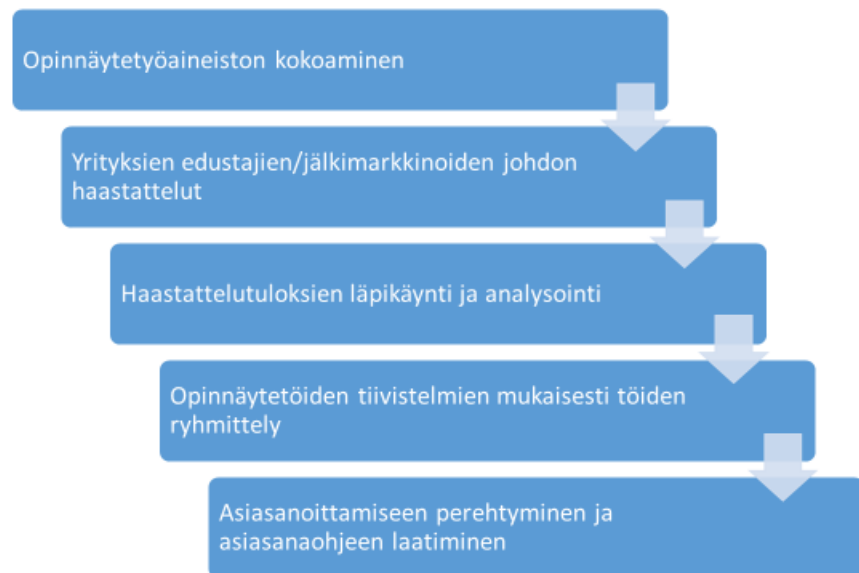 Opinnäytetyöaineiston kokoaminen
Yrityksien edustajien/jälkimarkkinoiden johdon
haastattelut
Haastattelutuloksien läpikäynti ja analysointi
Opinnäytetöiden tiivistelmien mukaisesti töiden
ryhmittely
Asiasanoittamiseen perehtyminen ja
asiasanaohjeen laatiminen